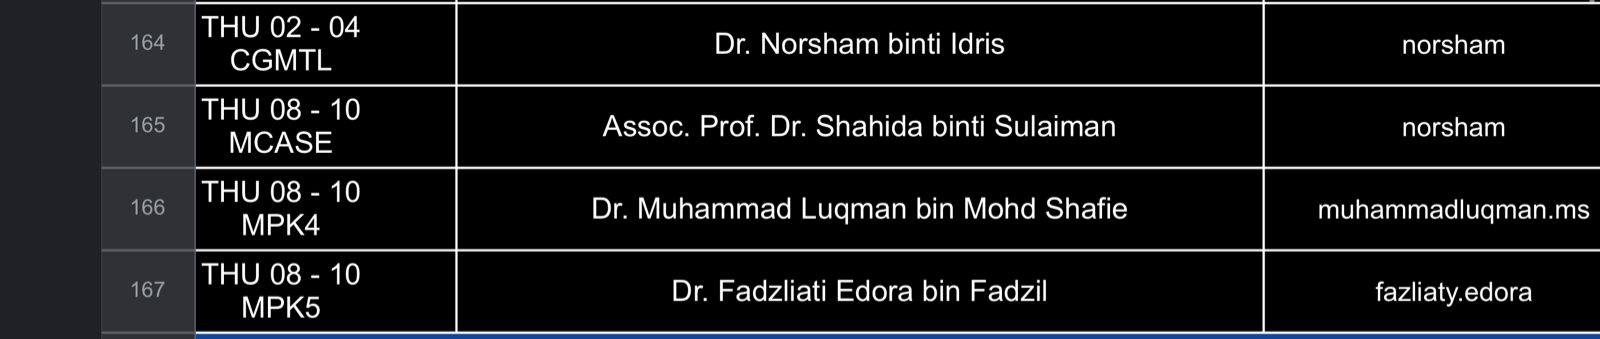 164
THU 02 - 04
CGMTL
Dr. Norsham binti Idris
norsham
165
THU 08 - 10
MCASE
Assoc. Prof. Dr. Shahida binti Sulaiman
norsham
166
THU 08 - 10
MPK4
Dr. Muhammad Luqman bin Mohd Shafie
muhammadluqman.ms
167
THU 08 - 10
MPK5
Dr. Fadzliati Edora bin Fadzil
fazliaty.edora